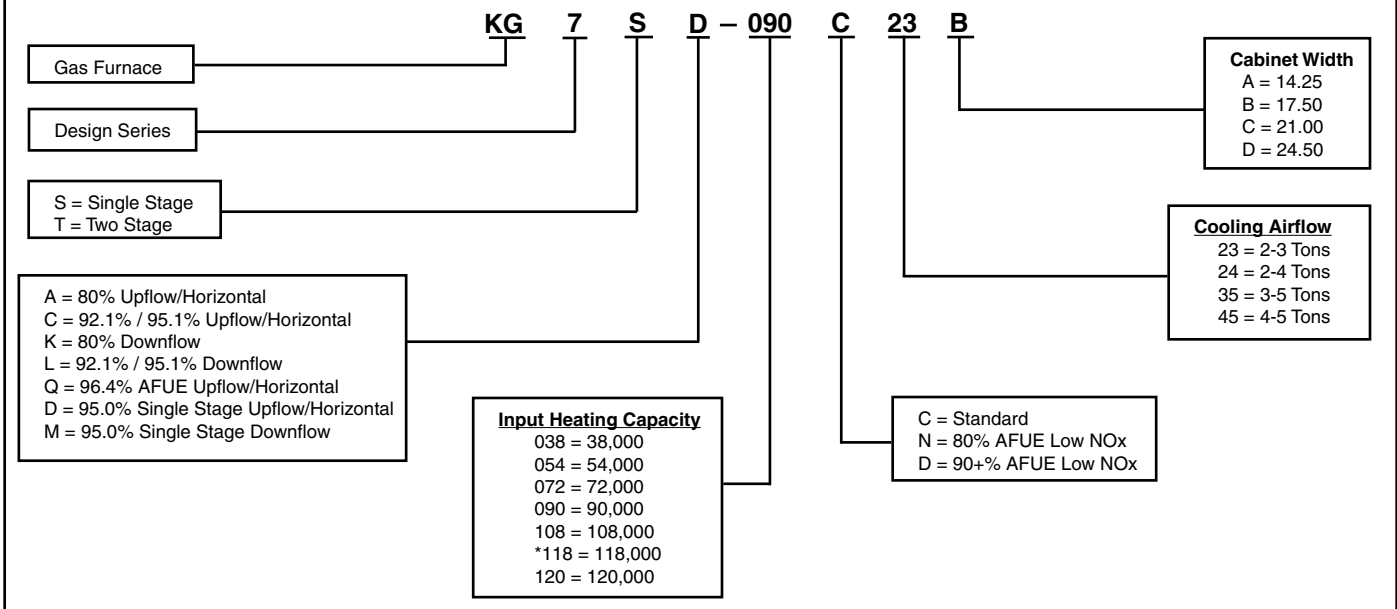 KG 7 S D – 090 C 23 B
Gas Furnace
Design Series
S = Single Stage
T = Two Stage
A = 80% Upflow/Horizontal
C = 92.1% / 95.1% Upflow/Horizontal
K = 80% Downflow
L = 92.1% / 95.1% Downflow
Q = 96.4% AFUE Upflow/Horizontal
D = 95.0% Single Stage Upflow/Horizontal
M = 95.0% Single Stage Downflow
Input Heating Capacity
038 = 38,000
054 = 54,000
072 = 72,000
090 = 90,000
108 = 108,000
*118 = 118,000
120 = 120,000
C = Standard
N = 80% AFUE Low NOx
D = 90+% AFUE Low NOx
Cooling Airflow
23 = 2-3 Tons
24 = 2-4 Tons
35 = 3-5 Tons
45 = 4-5 Tons
Cabinet Width
A = 14.25
B = 17.50
C = 21.00
D = 24.50